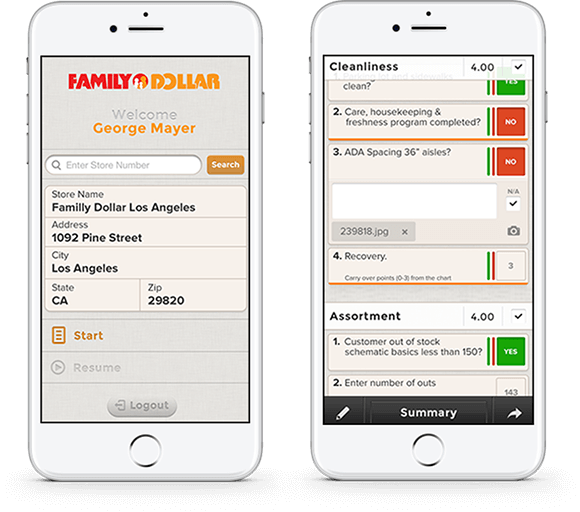 FAMILY DOLLAR
Welcome
George Mayer
Enter Store Number
Search
Store Name
Familly Dollar Los Angeles
Address
1092 Pine Street
City
Los Angeles
State
CA
Zip
29820
Start
Resume
Logout
Cleanliness 4.00
clean?
YES
2. Care, housekeeping &
freshness program completed?
NO
3. ADA Spacing 36" aisles?
NO
N/A
239818.jpg ×
4. Recovery.
Carry over points (0-3) from the chart
3
Assortment 4.00
1. Customer out of stock
schematic basics less than 150?
YES
2. Enter number of outs
143
Summary